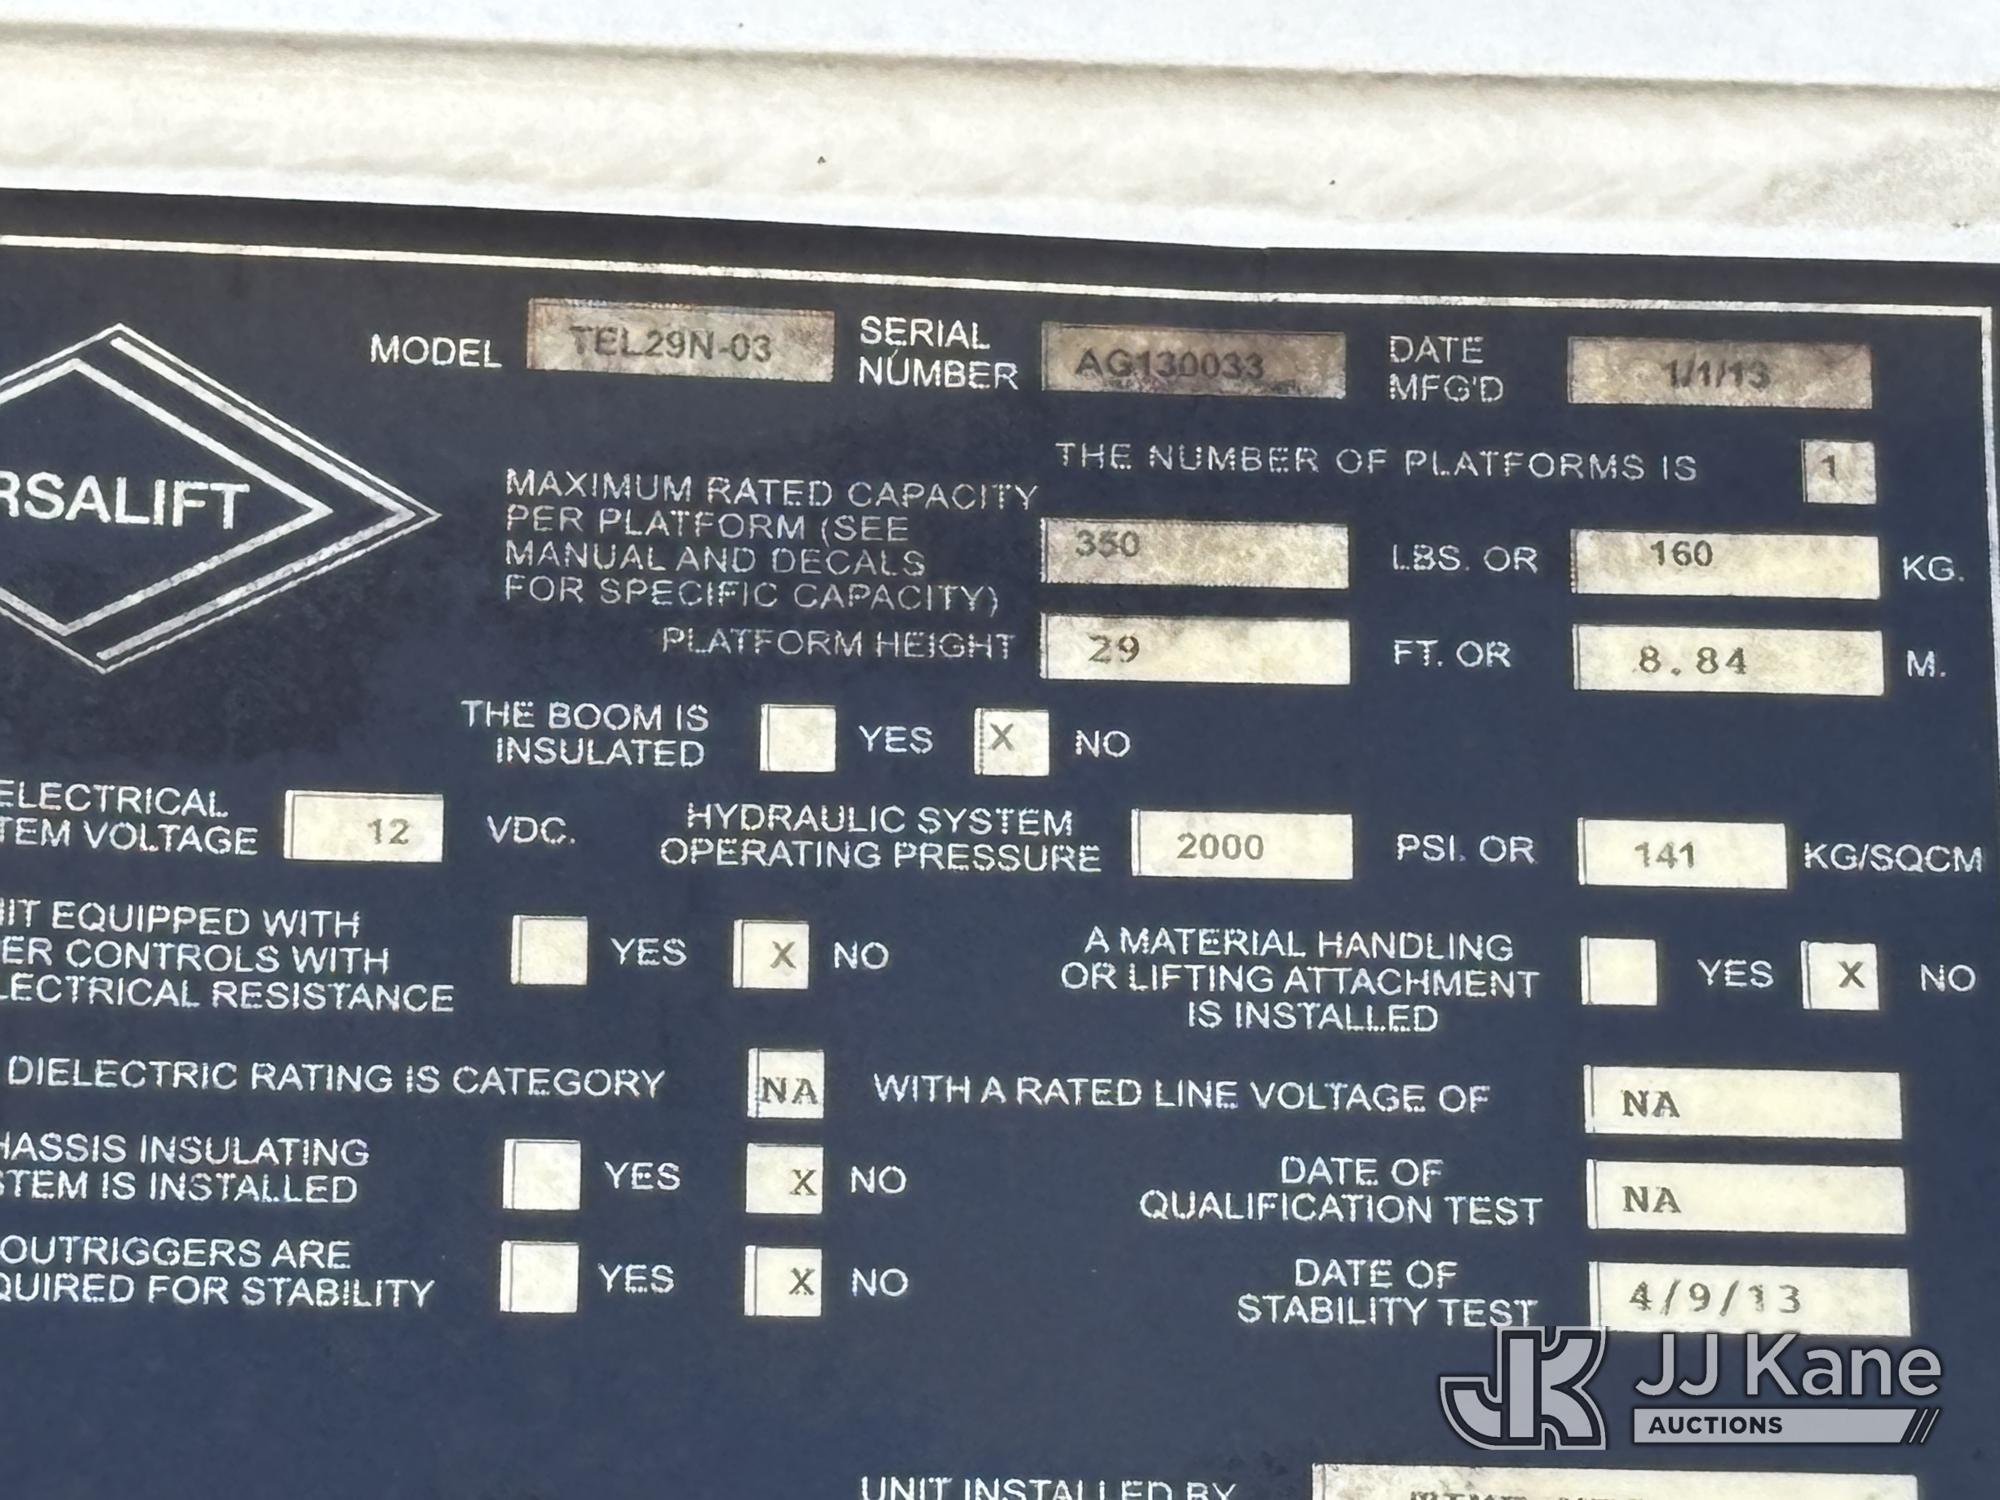 MODEL TEL29N-03 SERIAL NUMBER AG130033 DATE MFG'D 1/1/13
THE NUMBER OF PLATFORMS IS 1
RSALIFT
MAXIMUM RATED CAPACITY
PER PLATFORM (SEE
MANUAL AND DECALS
FOR SPECIFIC CAPACITY) 350 LBS. OR 160 KG.
PLATFORM HEIGHT 29 FT. OR 8.84 M.
THE BOOM IS
INSULATED YES X NO
ELECTRICAL
TEM VOLTAGE 12 VDC.
HYDRAULIC SYSTEM
OPERATING PRESSURE 2000 PSI. OR 141 KG/SQCM
IT EQUIPPED WITH
ER CONTROLS WITH
LECTRICAL RESISTANCE YES X NO
A MATERIAL HANDLING
OR LIFTING ATTACHMENT
IS INSTALLED YES X NO
DIELECTRIC RATING IS CATEGORY NA WITH A RATED LINE VOLTAGE OF NA
HASSIS INSULATING
STEM IS INSTALLED YES X NO
DATE OF
QUALIFICATION TEST NA
OUTRIGGERS ARE
QUIRED FOR STABILITY YES X NO
DATE OF
STABILITY TEST 4/9/13
JK JJ Kane
AUCTIONS
UNIT INSTALLED BY